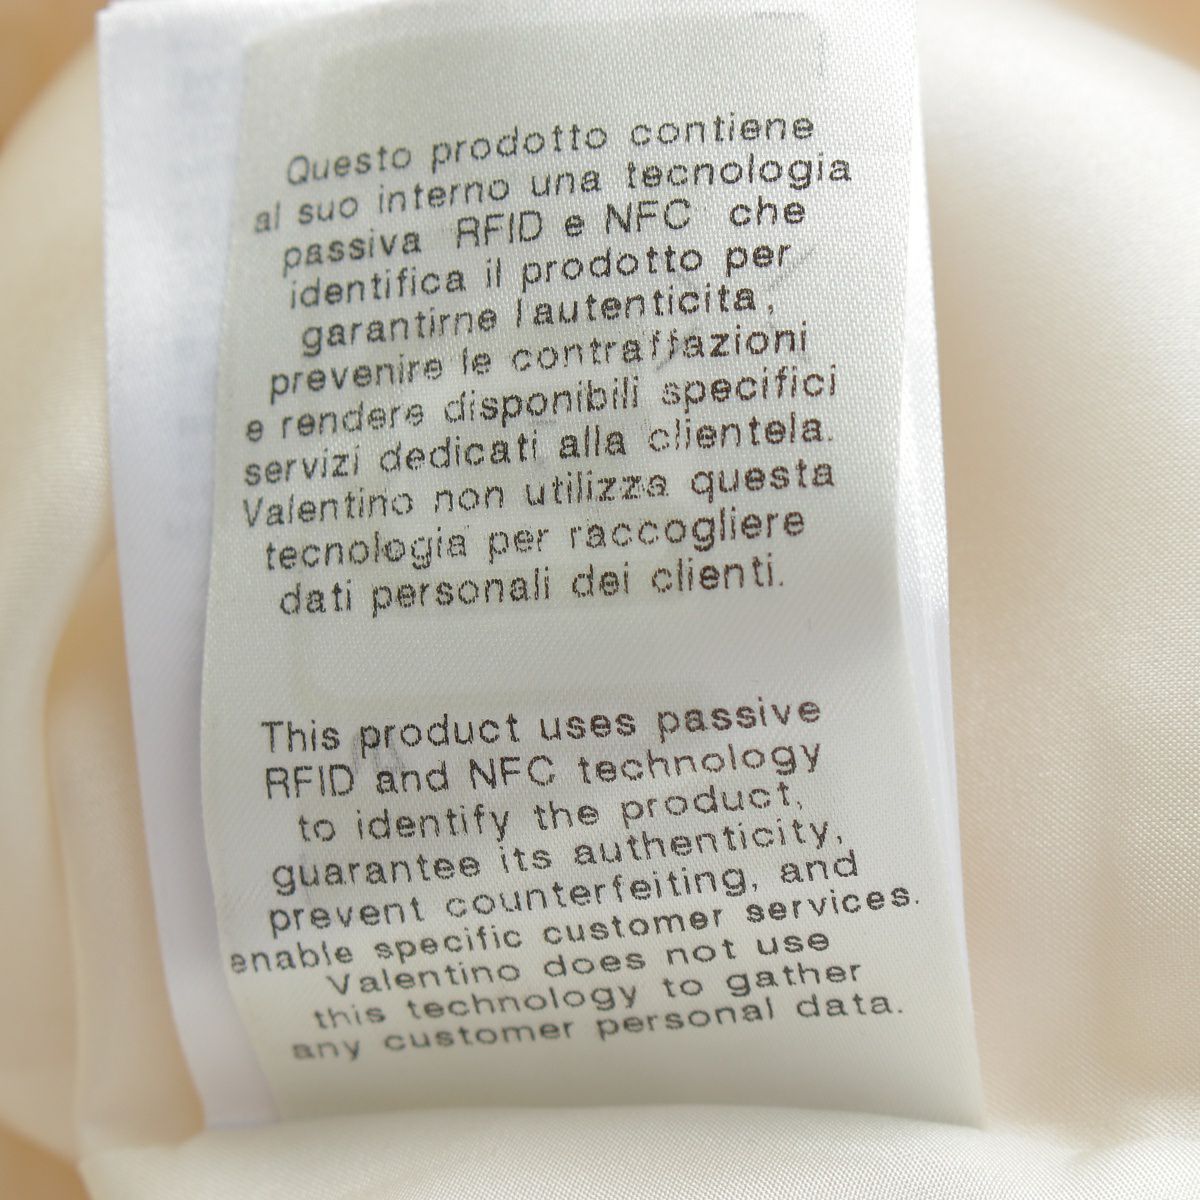 Questo prodotto contiene
al suo interno una tecnologia
passiva RFID e NFC che
identifica il prodotto per
garantirne l'autenticita,
prevenire le contraffazioni
e rendere disponibili specifici
servizi dedicati alla clientela.
Valentino non utilizza questa
tecnologia per raccogliere
dati personali dei clienti.
This product uses passive
RFID and NFC technology
to identify the product,
guarantee its authenticity,
prevent counterfeiting, and
enable specific customer services.
Valentino does not use
this technology to gather
any customer personal data.